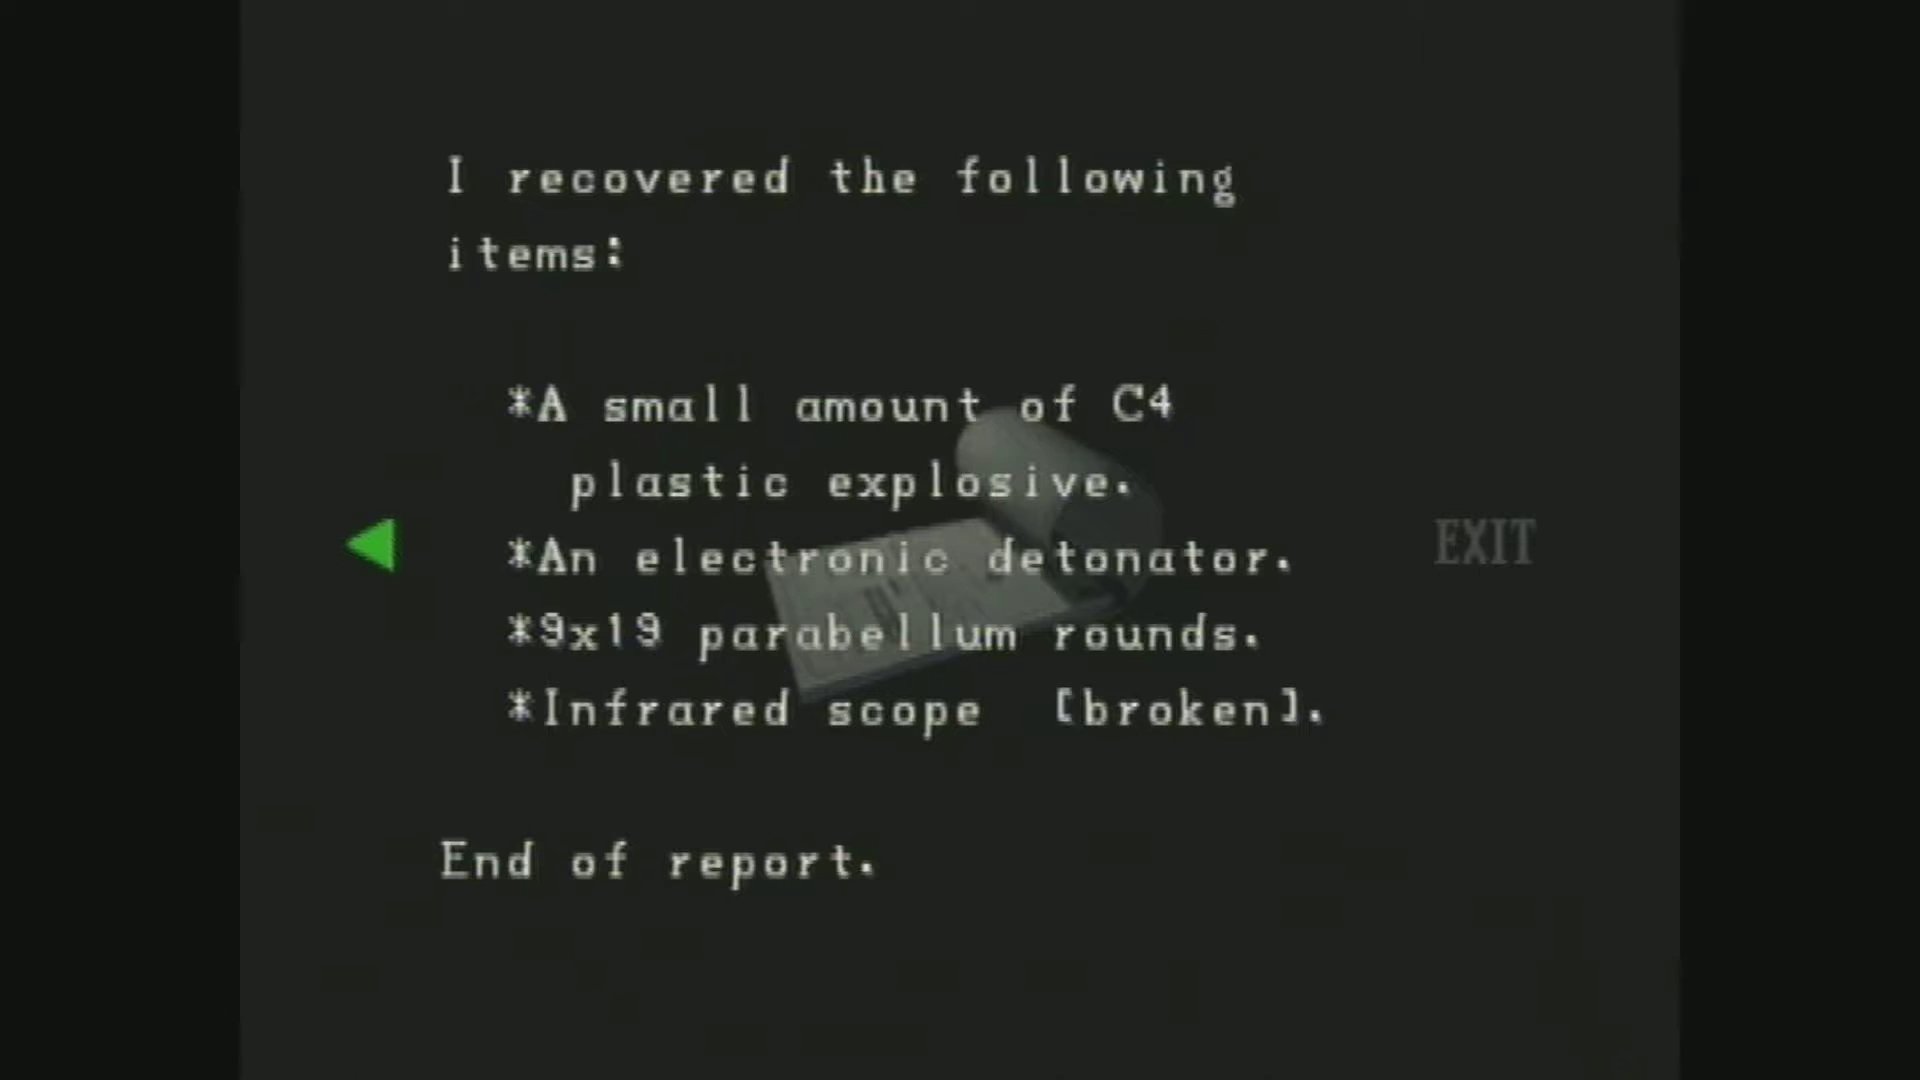 I recovered the following
items:
*A small amount of C4
plastic explosive.
EXIT
*An electronic detonator.
*9x19 parabellum rounds.
*Infrared scope [broken].
End of report.